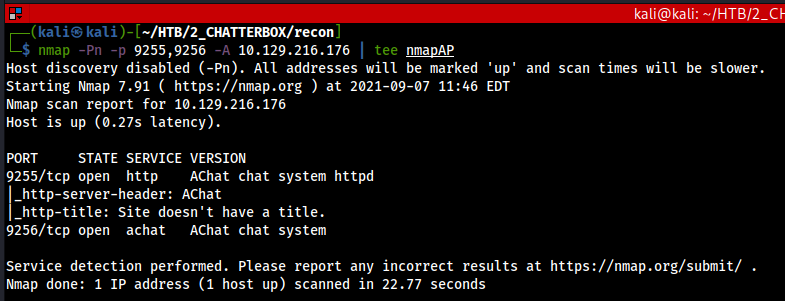 kali@kali: ~/HTB/2_CH
(kali㉿kali)-[~/HTB/2_CHATTERBOX/recon]
$ nmap -Pn -p 9255,9256 -A 10.129.216.176 | tee nmapAP
Host discovery disabled (-Pn). All addresses will be marked 'up' and scan times will be slower.
Starting Nmap 7.91 ( https://nmap.org ) at 2021-09-07 11:46 EDT
Nmap scan report for 10.129.216.176
Host is up (0.27s latency).
PORT     STATE SERVICE VERSION
9255/tcp open  http    AChat chat system httpd
|_http-server-header: AChat
|_http-title: Site doesn't have a title.
9256/tcp open  achat   AChat chat system
Service detection performed. Please report any incorrect results at https://nmap.org/submit/ .
Nmap done: 1 IP address (1 host up) scanned in 22.77 seconds